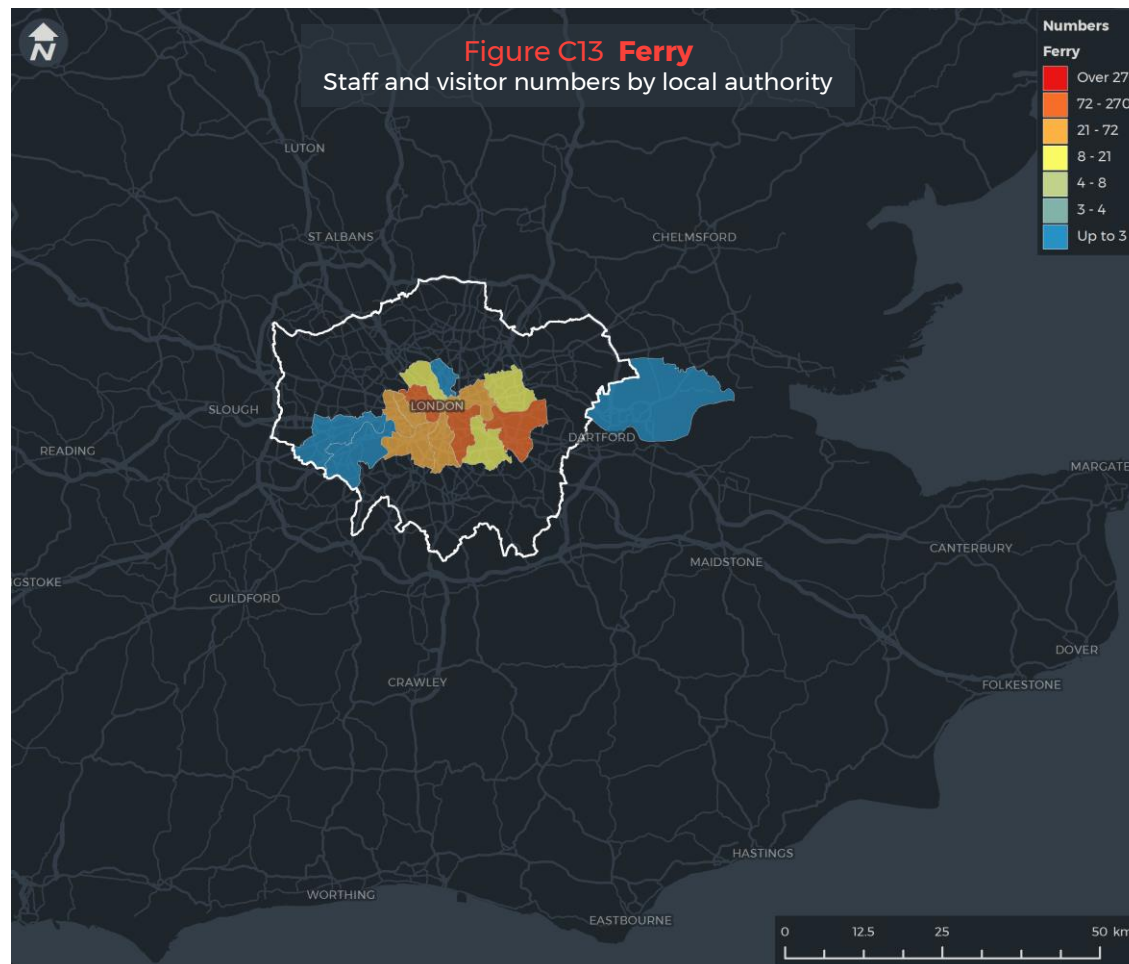 N
Figure C13 Ferry
Staff and visitor numbers by local authority
Numbers
Ferry
Over 27
72 - 270
21 - 72
8 - 21
4 - 8
3 - 4
Up to 3
LUTON
ST ALBANS
CHELMSFORD
SLOUGH
LONDON
READING
DARTFORD
MARGATE
CANTERBURY
MAIDSTONE
GSTOKE
GUILDFORD
DOVER
CRAWLEY
FOLKESTONE
HASTINGS
WORTHING
EASTBOURNE
0 12.5 25 50 km